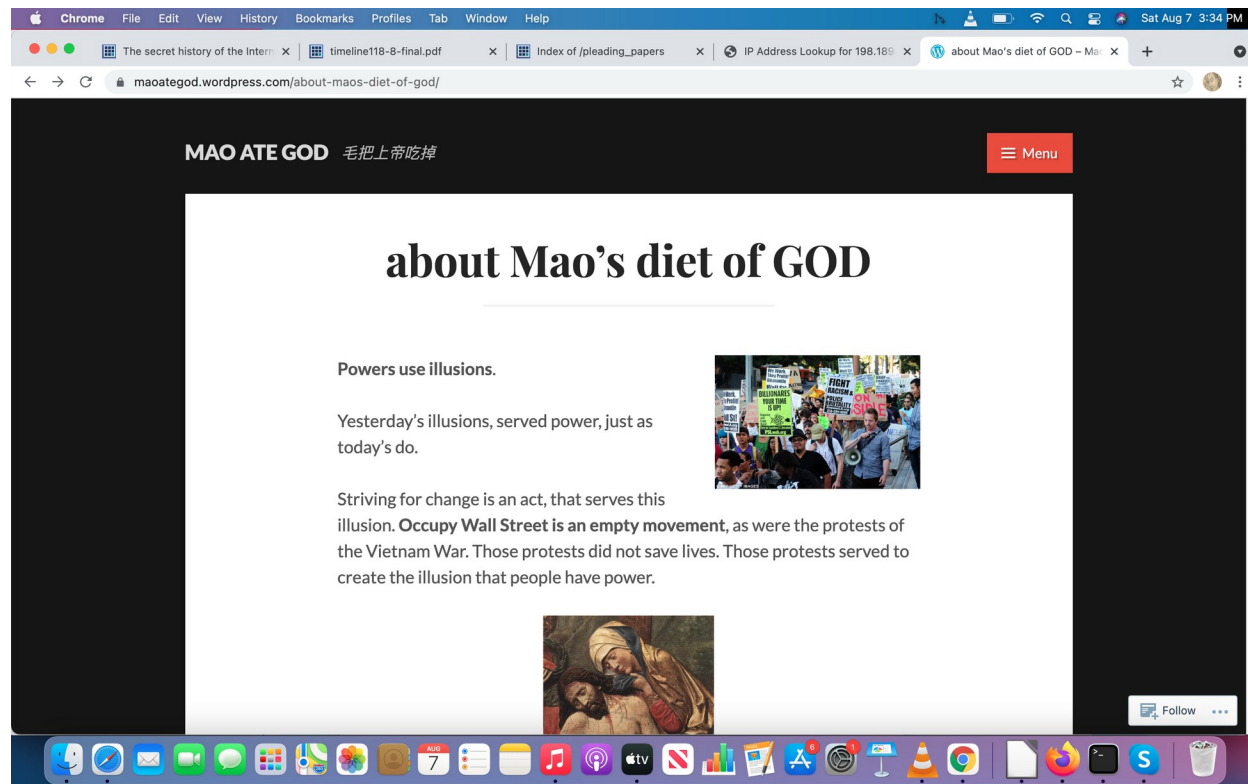 Chrome File Edit View History Bookmarks Profiles Tab Window Help Sat Aug 7 3:34 PM
The secret history of the Intern timeline118-8-final.pdf Index of /pleading_papers IP Address Lookup for 198.189 about Mao's diet of GOD – Mao
maoategod.wordpress.com/about-maos-diet-of-god/
MAO ATE GOD 毛把上帝吃掉
Menu
about Mao's diet of GOD
Powers use illusions.
Yesterday's illusions, served power, just as
today's do.
Striving for change is an act, that serves this
illusion. Occupy Wall Street is an empty movement, as were the protests of
the Vietnam War. Those protests did not save lives. Those protests served to
create the illusion that people have power.
BILLIONARES
YOUR TIME
IS UP!
FIGHT
RACISM &
POLICE
BRUTALITY
Follow
AUG
7
tv
6
1
S